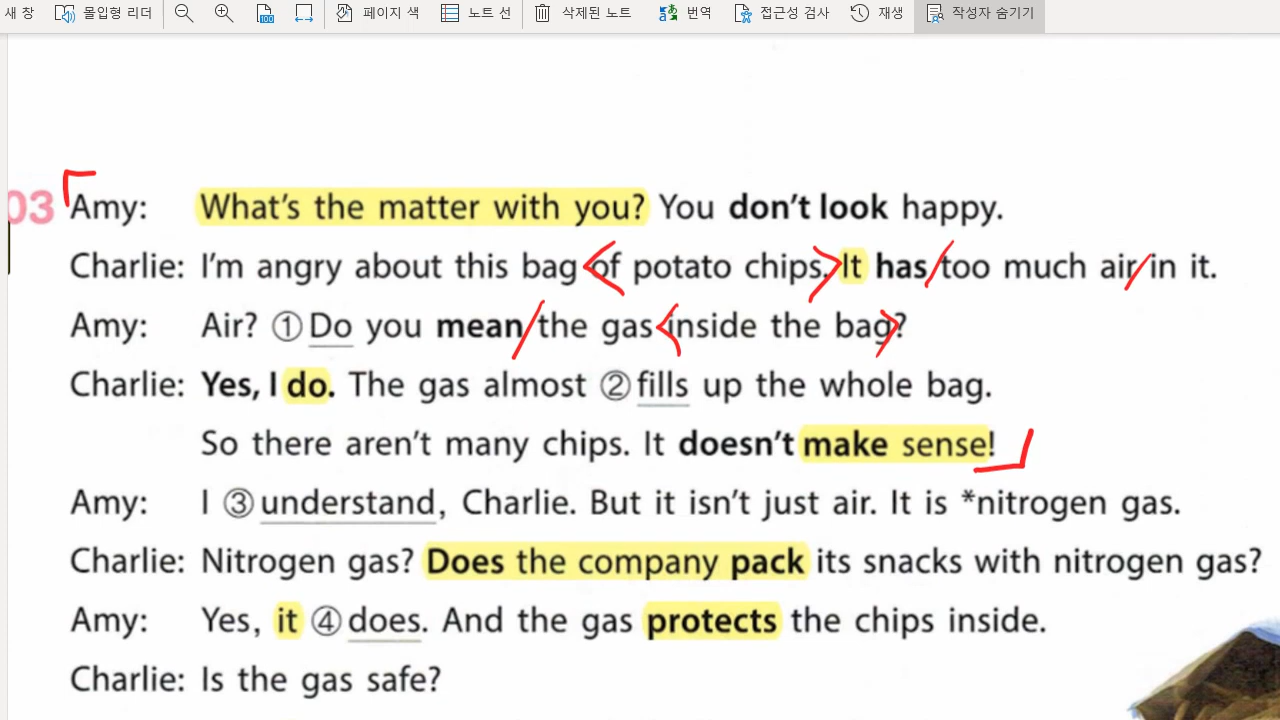 새 창 몰입형 리더 100 페이지 색 노트 선 삭제된 노트 번역 접근성 검사 재생 작성자 숨기기
03 Amy: What's the matter with you? You don't look happy.
Charlie: I'm angry about this bag of potato chips. It has too much air in it.
Amy: Air? ① Do you mean the gas inside the bag?
Charlie: Yes, I do. The gas almost ② fills up the whole bag.
So there aren't many chips. It doesn't make sense!
Amy: I ③ understand, Charlie. But it isn't just air. It is *nitrogen gas.
Charlie: Nitrogen gas? Does the company pack its snacks with nitrogen gas?
Amy: Yes, it ④ does. And the gas protects the chips inside.
Charlie: Is the gas safe?